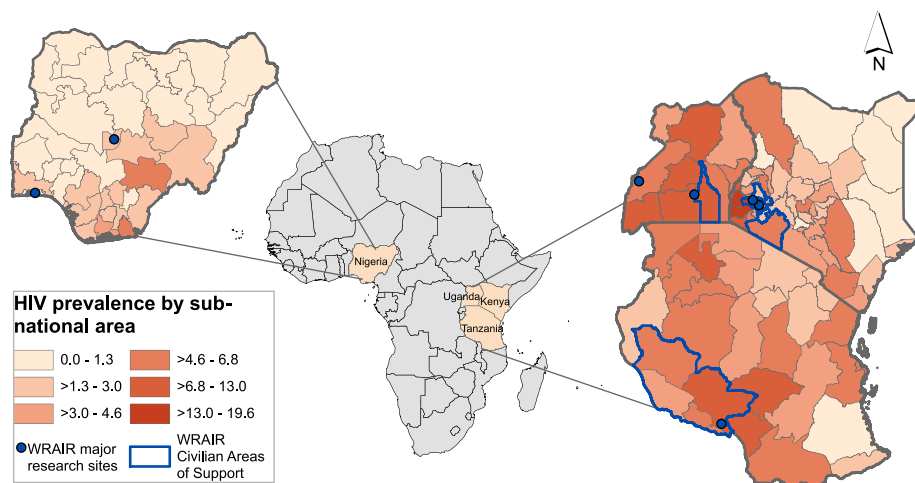 N
Nigeria
Uganda
Kenya
Tanzania
HIV prevalence by sub-
national area
0.0 - 1.3
>4.6 - 6.8
>1.3 - 3.0
>6.8 - 13.0
>3.0 - 4.6
>13.0 - 19.6
WRAIR major
research sites
WRAIR
Civilian Areas
of Support